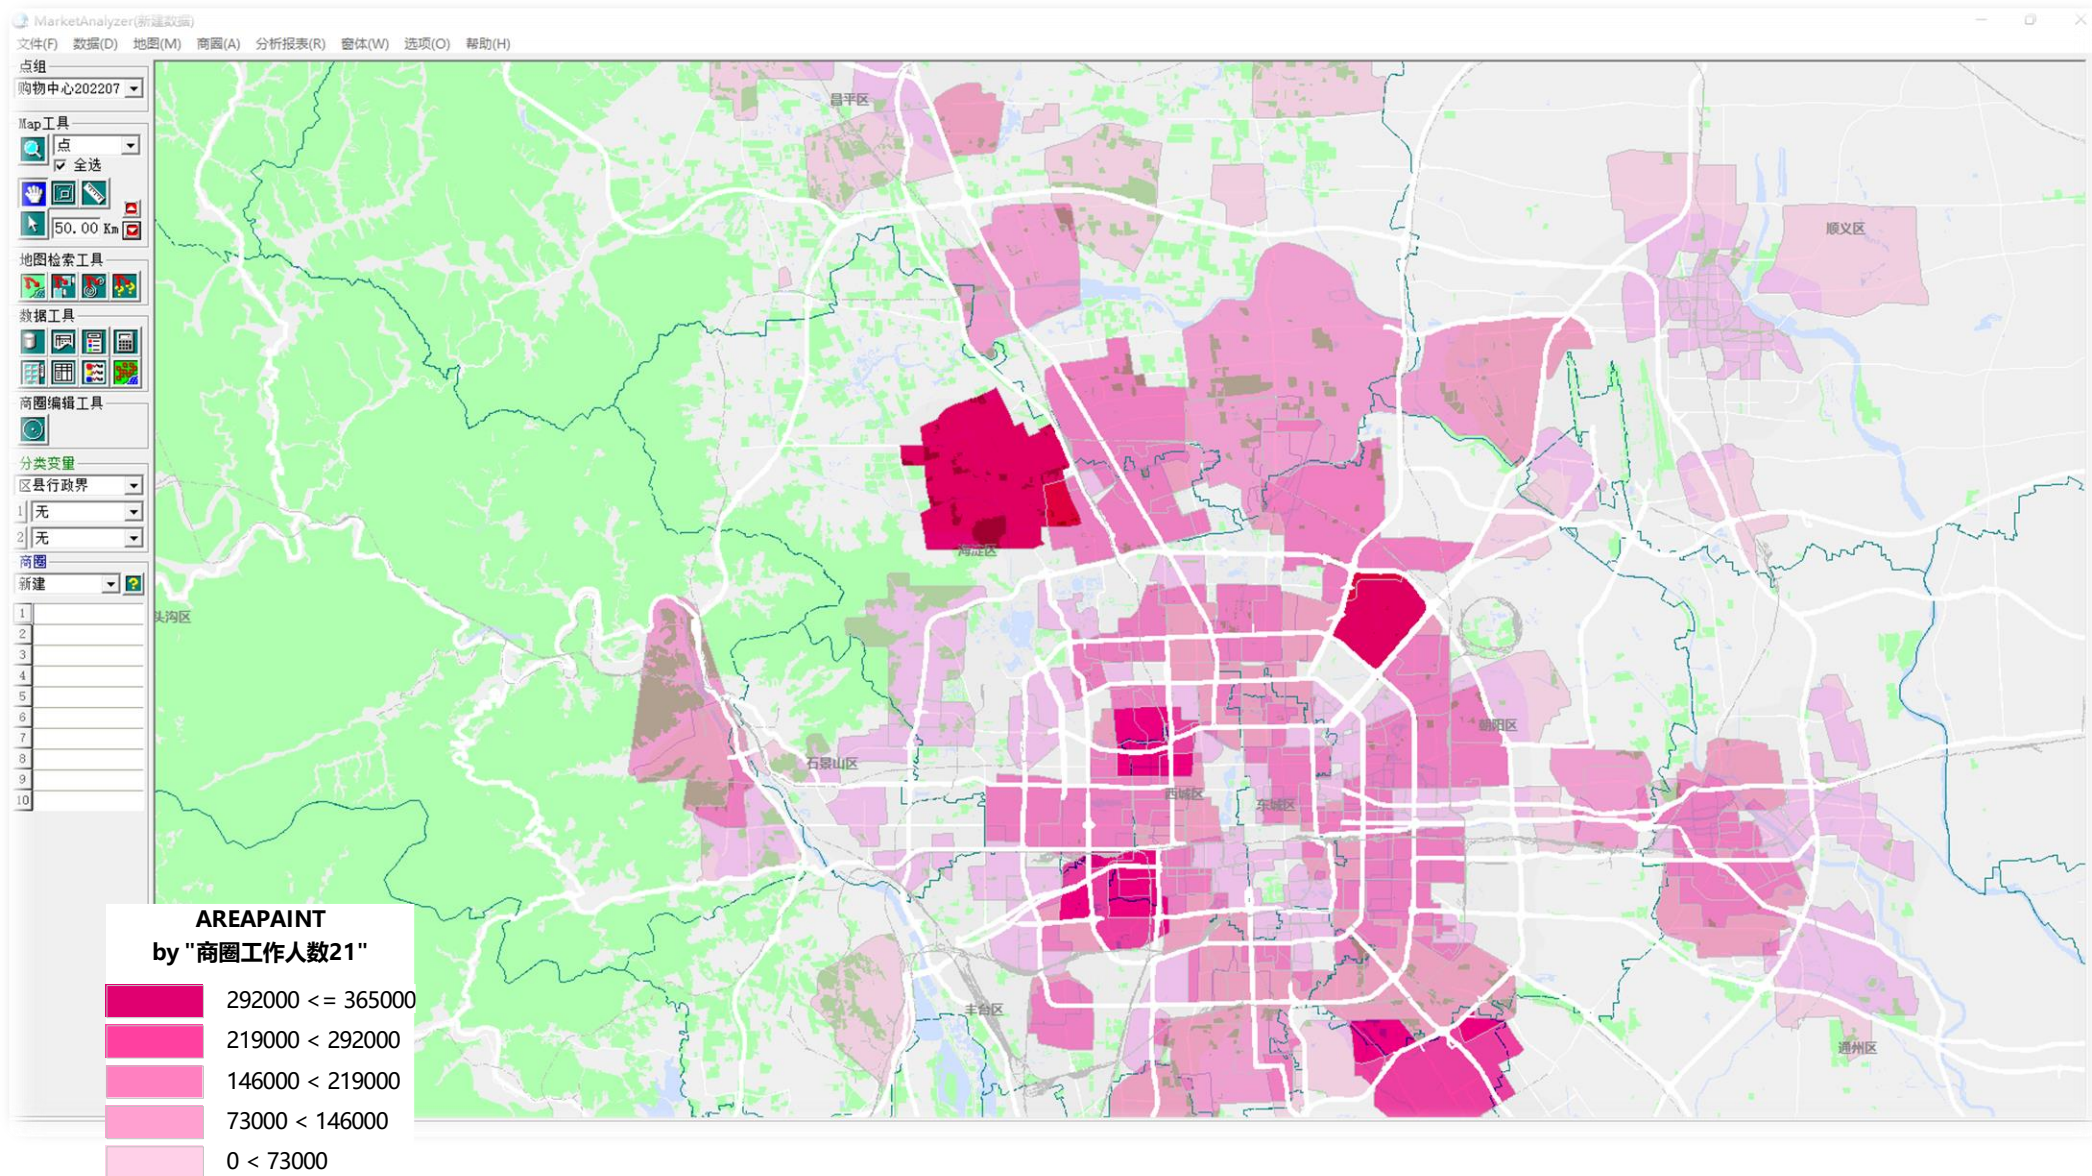 MarketAnalyzer(新建数据)
文件(F) 数据(D) 地图(M) 商圈(A) 分析报表(R) 窗体(W) 选项(O) 帮助(H)
点组
购物中心202207
Map工具
点
全选
50.00 Km
地图检索工具
数据工具
商圈编辑工具
分类变量
区县行政界
1 无
2 无
商圈
新建
1
2
3
4
5
6
7
8
9
10
昌平区
顺义区
海淀区
头沟区
朝阳区
石景山区
西城区
东城区
丰台区
通州区
AREAPAINT
by "商圈工作人数21"
292000 <= 365000
219000 < 292000
146000 < 219000
73000 < 146000
0 < 73000